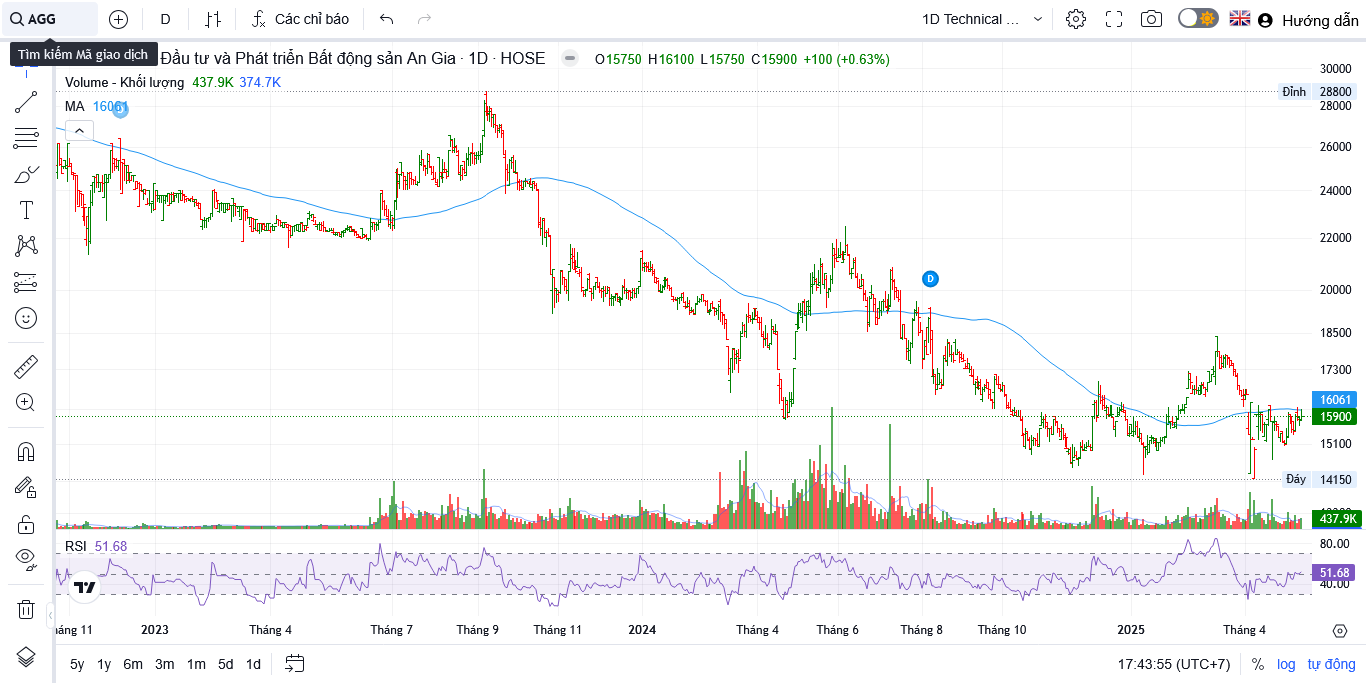 AGG
D
Các chỉ báo
1D Technical ...
Hướng dẫn
Tìm kiếm Mã giao dịch
Đầu tư và Phát triển Bất động sản An Gia · 1D · HOSE
O15750 H16100 L15750 C15900 +100 (+0.63%)
Volume - Khối lượng 437.9K 374.7K
MA 16061
D
30000
Đỉnh 28800
28000
26000
24000
22000
D
20000
18500
17300
16061
15900
15100
Đáy 14150
437.9K
RSI 51.68
80.00
51.68
40.00
háng 11 2023 Tháng 4 Tháng 7 Tháng 9 Tháng 11 2024 Tháng 4 Tháng 6 Tháng 8 Tháng 10 2025 Tháng 4
5y 1y 6m 3m 1m 5d 1d
17:43:55 (UTC+7) % log tự động